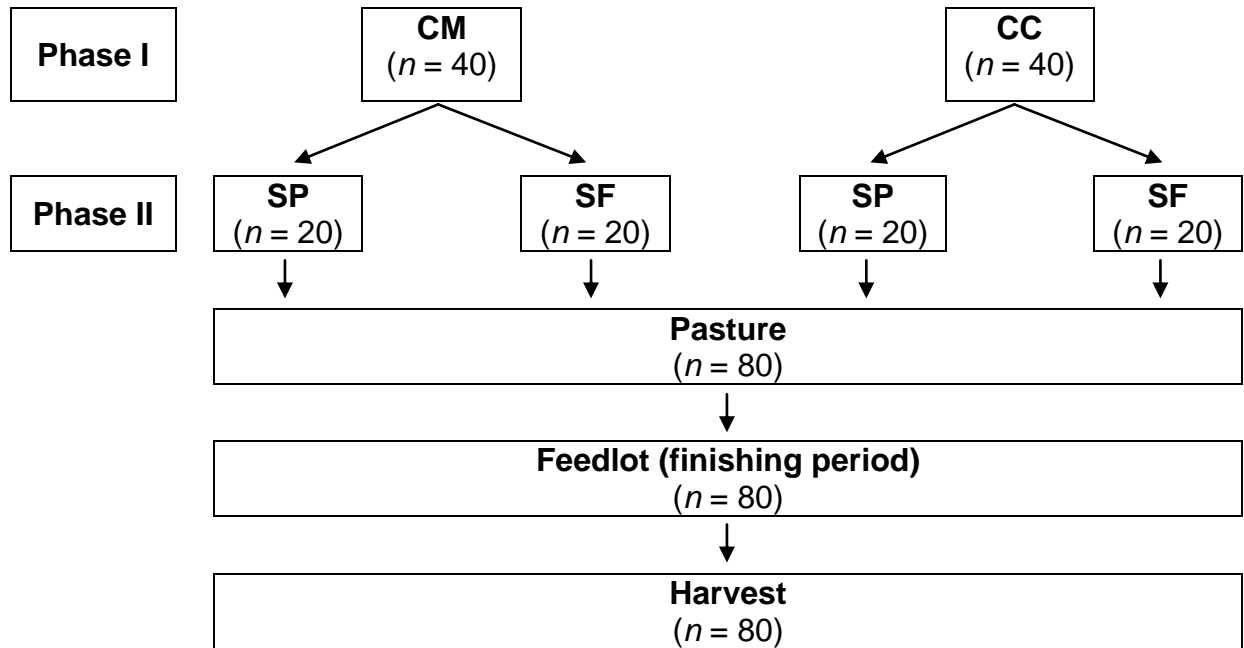 Phase I
CM
(n = 40)
CC
(n = 40)
Phase II
SP
(n = 20)
SF
(n = 20)
SP
(n = 20)
SF
(n = 20)
Pasture
(n = 80)
Feedlot (finishing period)
(n = 80)
Harvest
(n = 80)